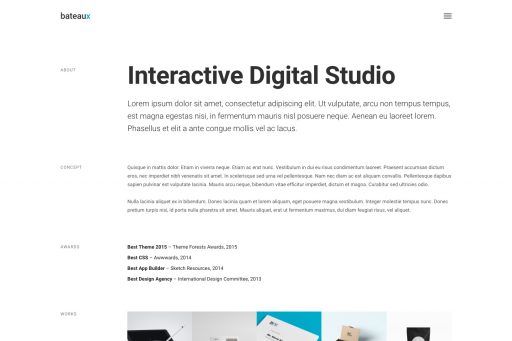 bateaux
ABOUT
Interactive Digital Studio
Lorem ipsum dolor sit amet, consectetur adipiscing elit. Ut vulputate, arcu non tempus tempus,
est magna egestas nisi, in fermentum mauris nisl posuere neque. Aenean eu laoreet lorem.
Phasellus et elit a ante congue mollis vel ac lacus.
CONCEPT
Quisque in mattis dolor. Etiam in viverra neque. Etiam ac erat nunc. Vestibulum in dui eu risus condimentum laoreet. Praesent accumsan dictum
eros, nec imperdiet nibh venenatis sit amet. In scelerisque sed urna vel pellentesque. Nam nec diam ac est aliquam convallis. Pellentesque dapibus
sapien pulvinar est vulputate lacinia. Mauris arcu neque, bibendum vitae efficitur imperdiet, dictum et magna. Curabitur sed ultricies odio.
Nulla lacinia aliquet ex in bibendum. Donec lacinia quam et lorem aliquam, eget posuere magna vestibulum. Integer molestie tempus nunc. Donec
pretium turpis nisi, id porta nulla pharetra sit amet. Mauris aliquet, erat ut fermentum maximus, dui diam feugiat risus, vel aliquet.
AWARDS
Best Theme 2015 – Theme Forests Awards, 2015
Best CSS – Awwwards, 2014
Best App Builder – Sketch Resources, 2014
Best Design Agency – International Design Committee, 2013
WORKS